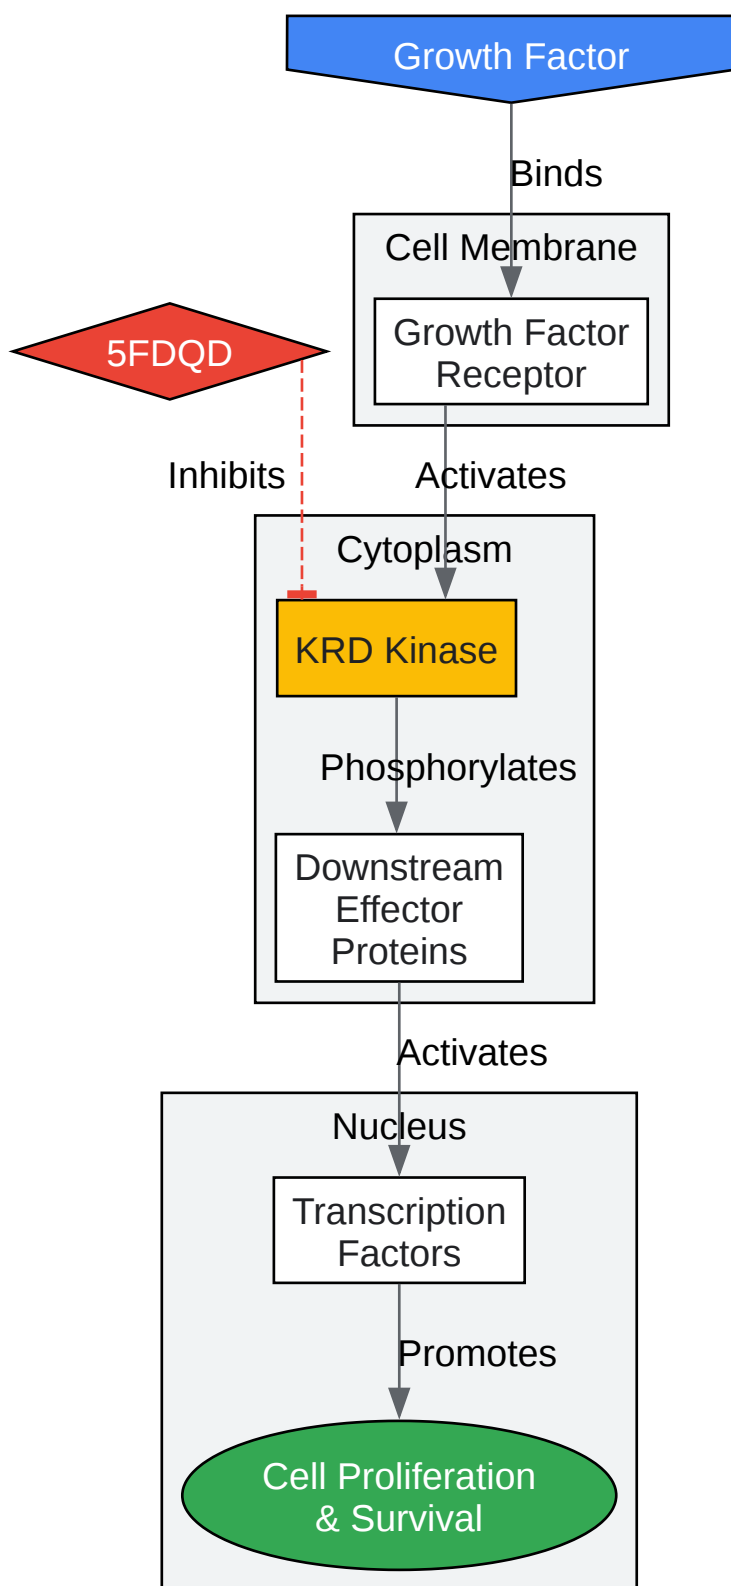 Growth Factor
Binds
Cell Membrane
Growth Factor
Receptor
5FDQD
Inhibits
Activates
Cytoplasm
KRD Kinase
Phosphorylates
Downstream
Effector
Proteins
Activates
Nucleus
Transcription
Factors
Promotes
Cell Proliferation
& Survival